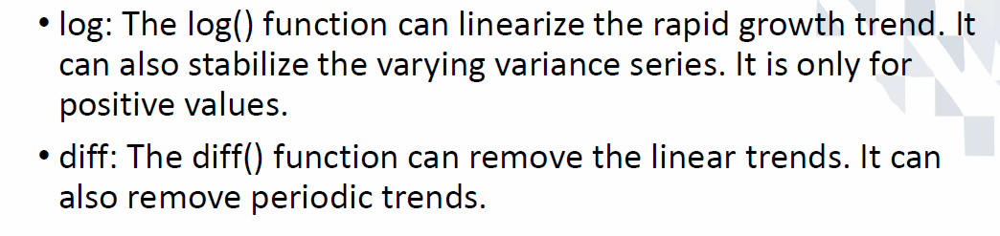 • log: The log() function can linearize the rapid growth trend. It
can also stabilize the varying variance series. It is only for
positive values.
• diff: The diff() function can remove the linear trends. It can
also remove periodic trends.